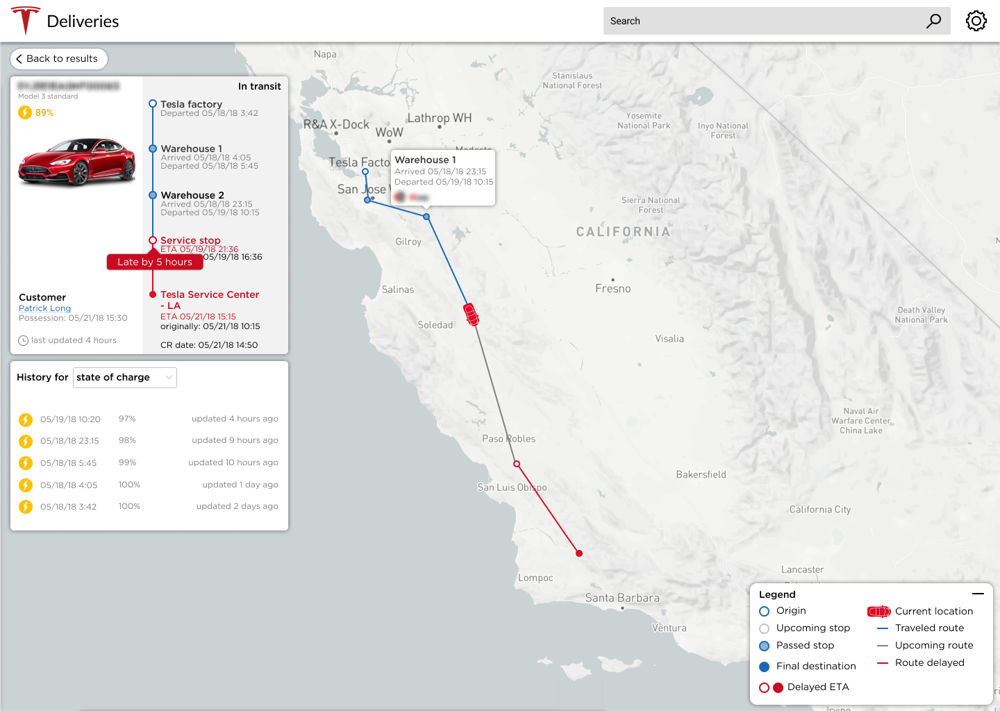 Deliveries
Search
Back to results
Model 3 standard
89%
In transit
Tesla factory
Departed 05/18/18 3:42
Warehouse 1
Arrived 05/18/18 4:05
Departed 05/18/18 5:45
Warehouse 2
Arrived 05/18/18 23:15
Departed 05/19/18 10:15
Service stop
ETA 05/19/18 21:36
05/19/18 16:36
Late by 5 hours
Tesla Service Center
- LA
ETA 05/21/18 15:15
originally: 05/21/18 10:15
CR date: 05/21/18 14:50
Customer
Patrick Long
Possession: 05/21/18 15:30
last updated 4 hours
History for state of charge
05/19/18 10:20 97% updated 4 hours ago
05/18/18 23:15 98% updated 9 hours ago
05/18/18 5:45 99% updated 10 hours ago
05/18/18 4:05 100% updated 1 day ago
05/18/18 3:42 100% updated 2 days ago
Napa
Stanislaus
National Forest
Yosemite
National Park
Inyo National
Forest
Lathrop WH
R&A X-Dock
WoW
Modesto
Tesla Facto
San Jose
Warehouse 1
Arrived 05/18/18 23:15
Departed 05/19/18 10:15
Sierra National
Forest
CALIFORNIA
Gilroy
Salinas
Fresno
Soledad
Visalia
Death Valley
National Park
Naval Air
Warfare Center
China Lake
Paso Robles
San Luis Obispo
Bakersfield
California City
Lompoc
Santa Barbara
Ventura
Lancaster
Legend
Origin
Upcoming stop
Passed stop
Final destination
Delayed ETA
Current location
Traveled route
Upcoming route
Route delayed
Irvine